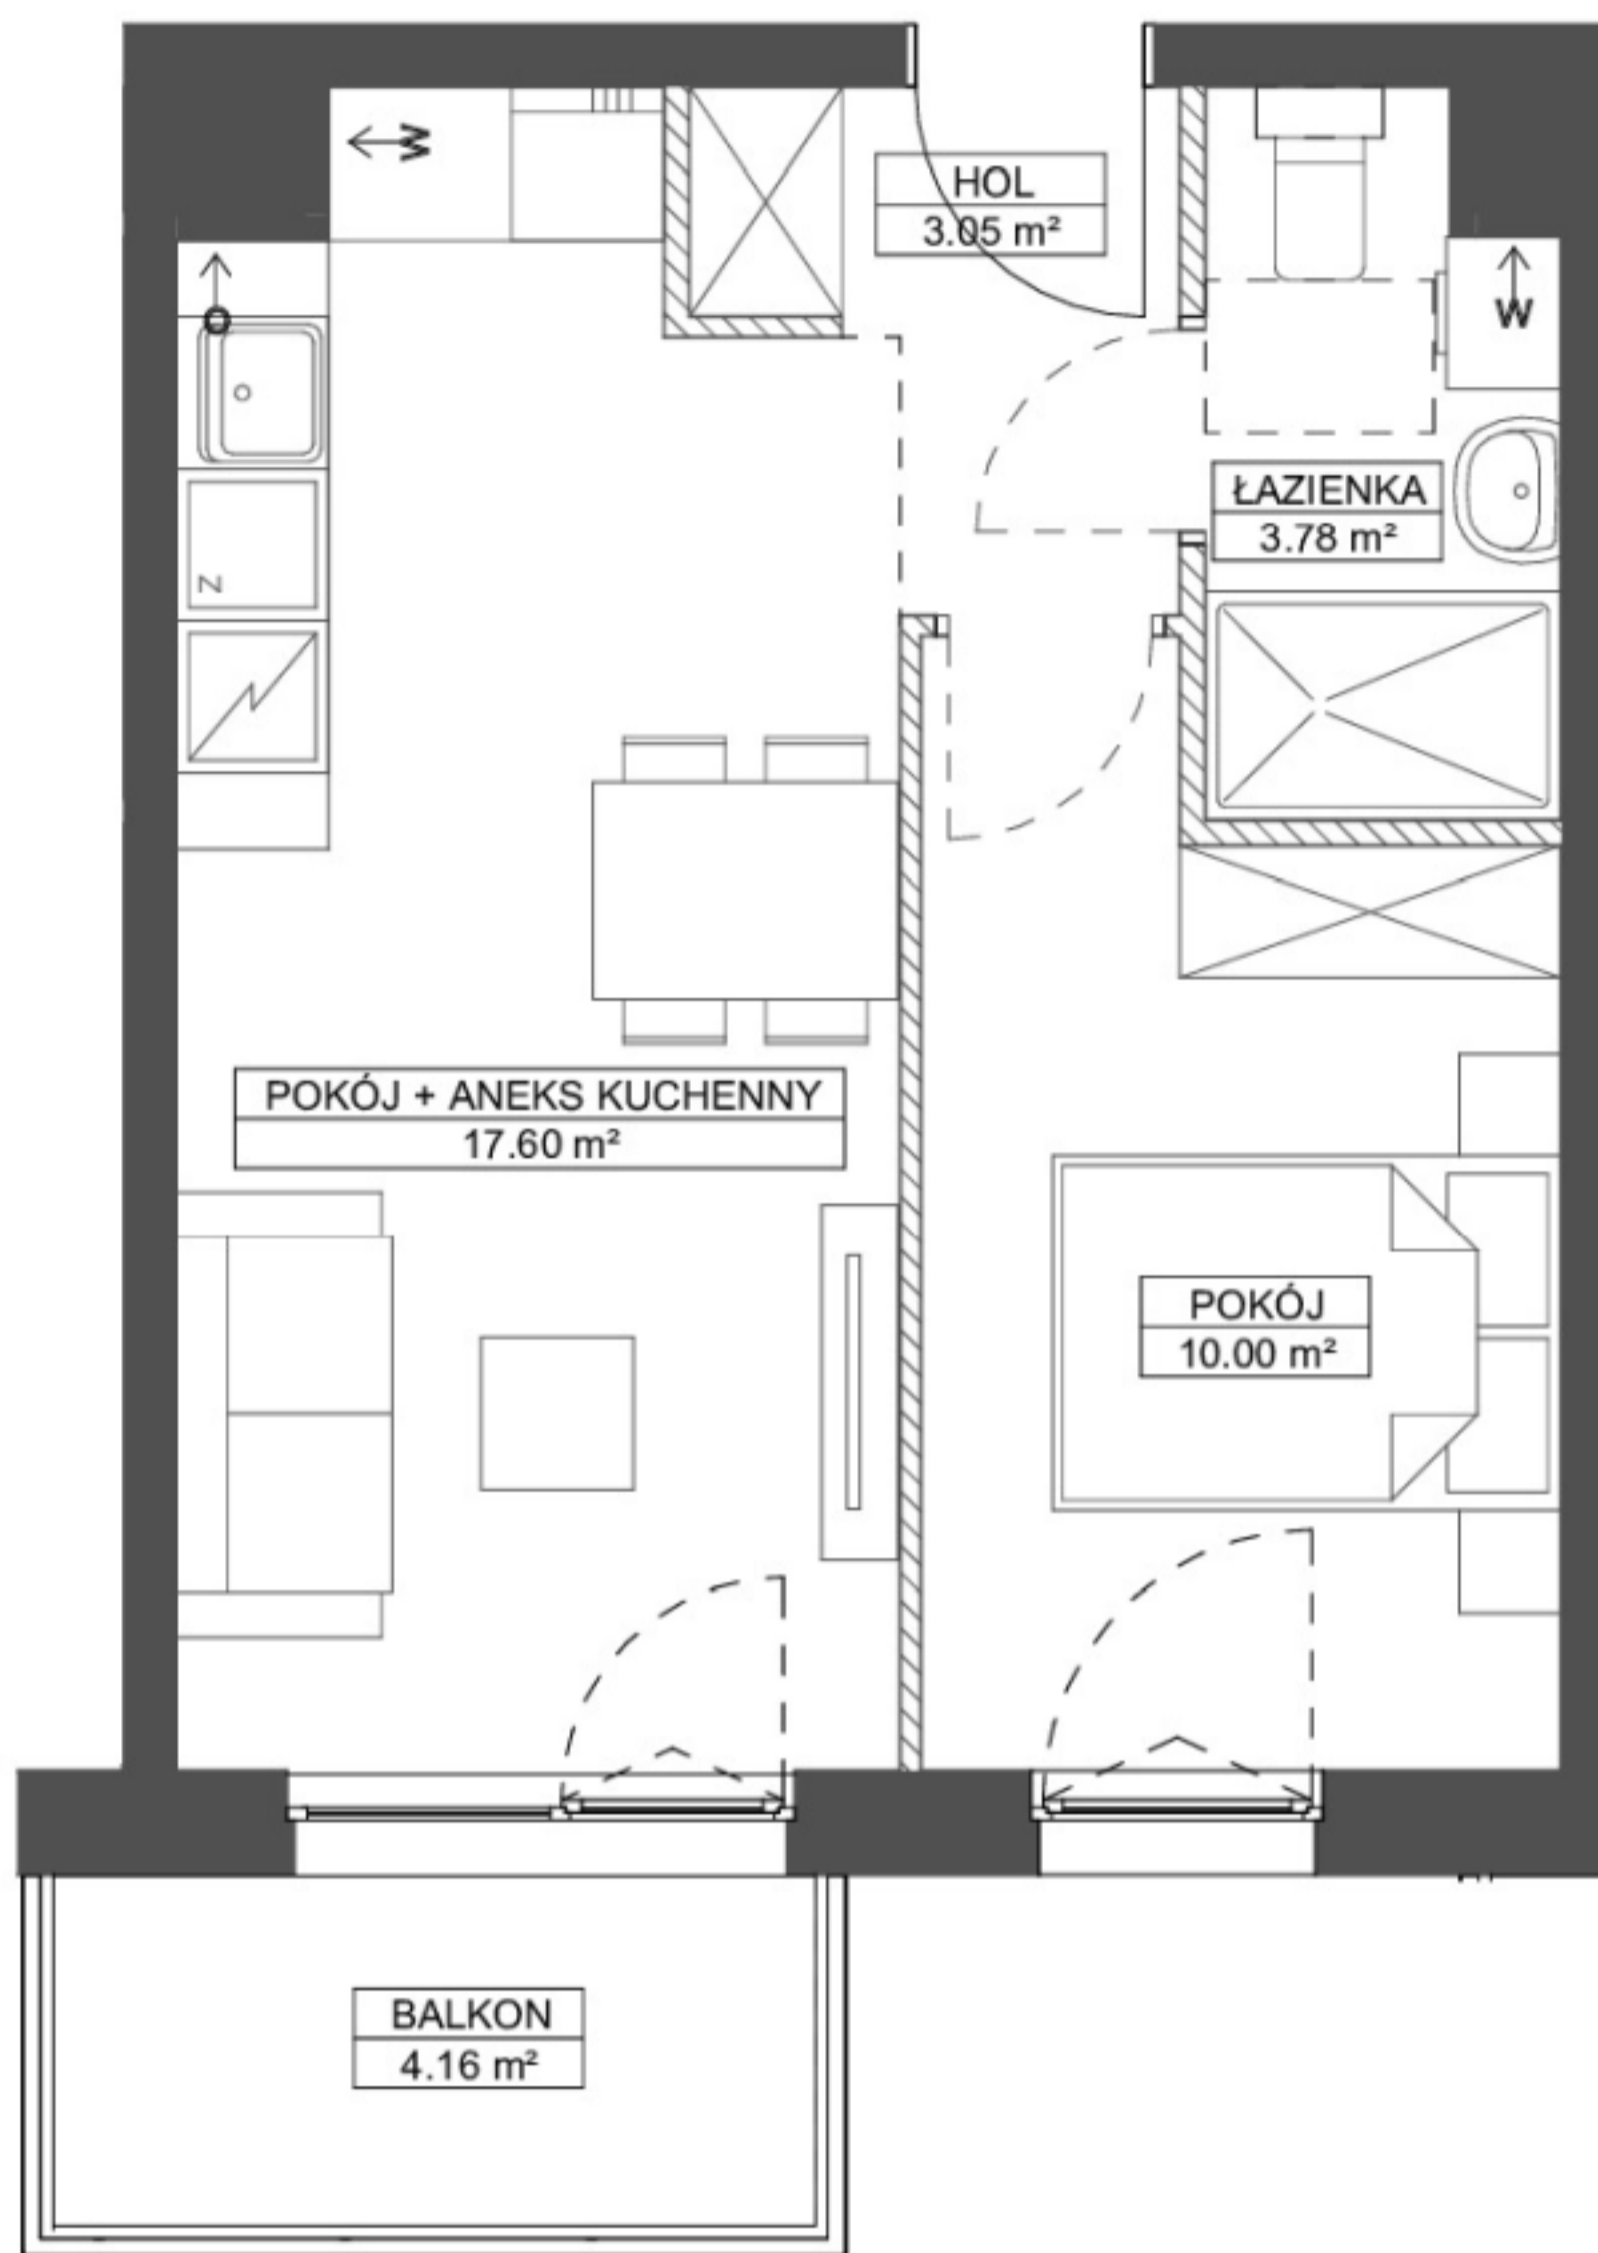 W
HOL
3.05 m²
W
O
ŁAZIENKA
3.78 m²
Z
POKÓJ + ANEKS KUCHENNY
17.60 m²
POKÓJ
10.00 m²
BALKON
4.16 m²